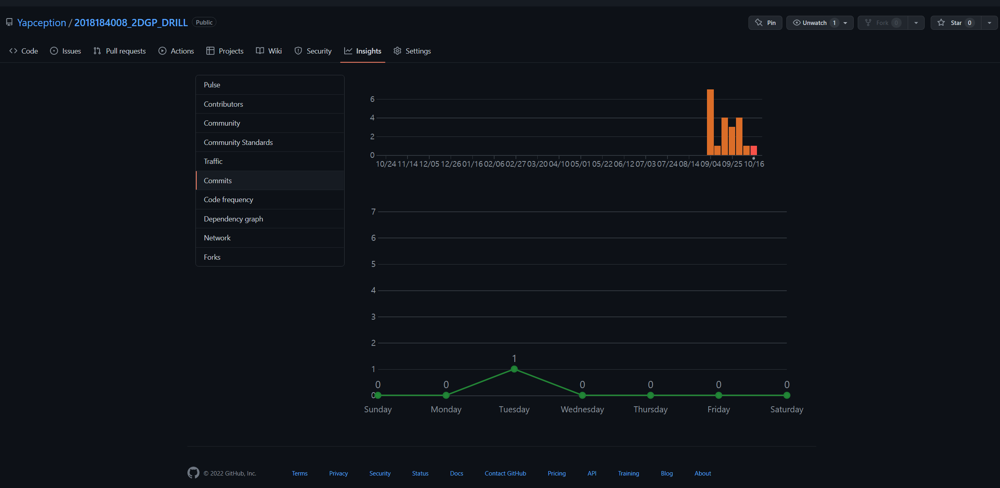 Yapception / 2018184008_2DGP_DRILL Public
Pin Unwatch 1 Fork 0 Star 0
Code Issues Pull requests Actions Projects Wiki Security Insights Settings
Pulse
Contributors
Community
Community Standards
Traffic
Commits
Code frequency
Dependency graph
Network
Forks
6
4
2
0
10/24 11/14 12/05 12/26 01/16 02/06 02/27 03/20 04/10 05/01 05/22 06/12 07/03 07/24 08/14 09/04 09/25 10/16
7
6
5
4
3
2
1
1
0 0 0 0 0 0
0
Sunday Monday Tuesday Wednesday Thursday Friday Saturday
© 2022 GitHub, Inc. Terms Privacy Security Status Docs Contact GitHub Pricing API Training Blog About